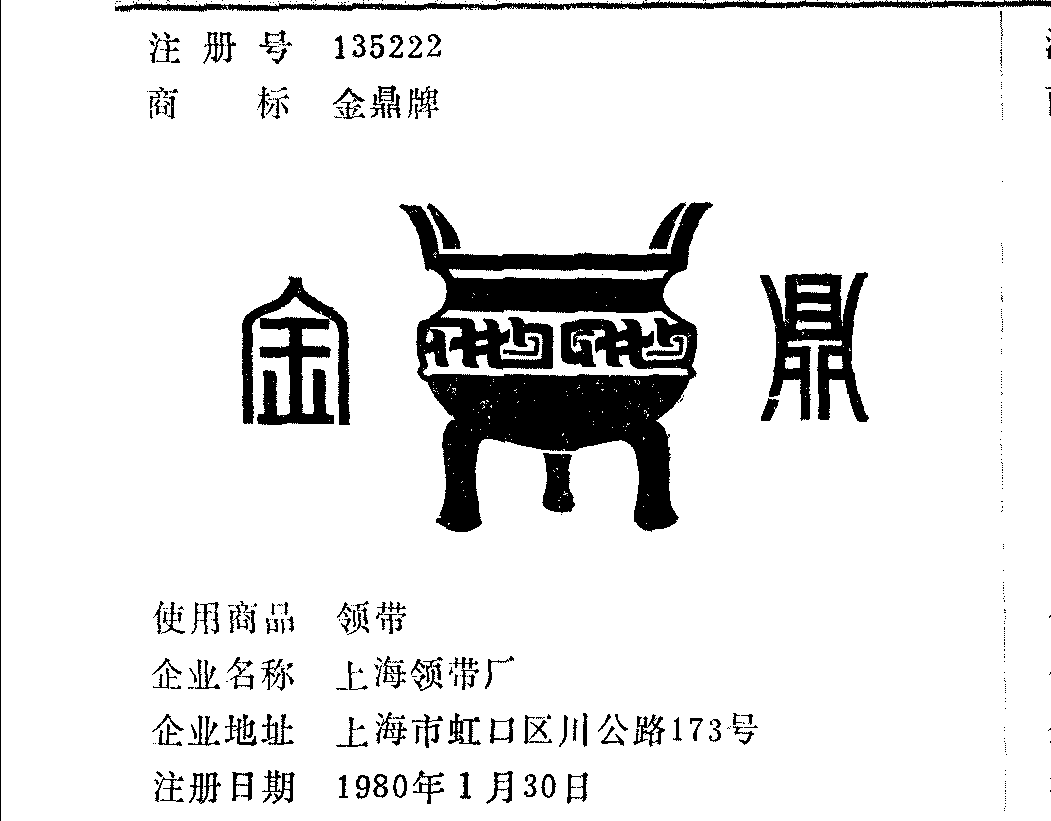 注册号 135222
商标 金鼎牌
金 鼎
使用商品 领带
企业名称 上海领带厂
企业地址 上海市虹口区川公路173号
注册日期 1980年1月30日